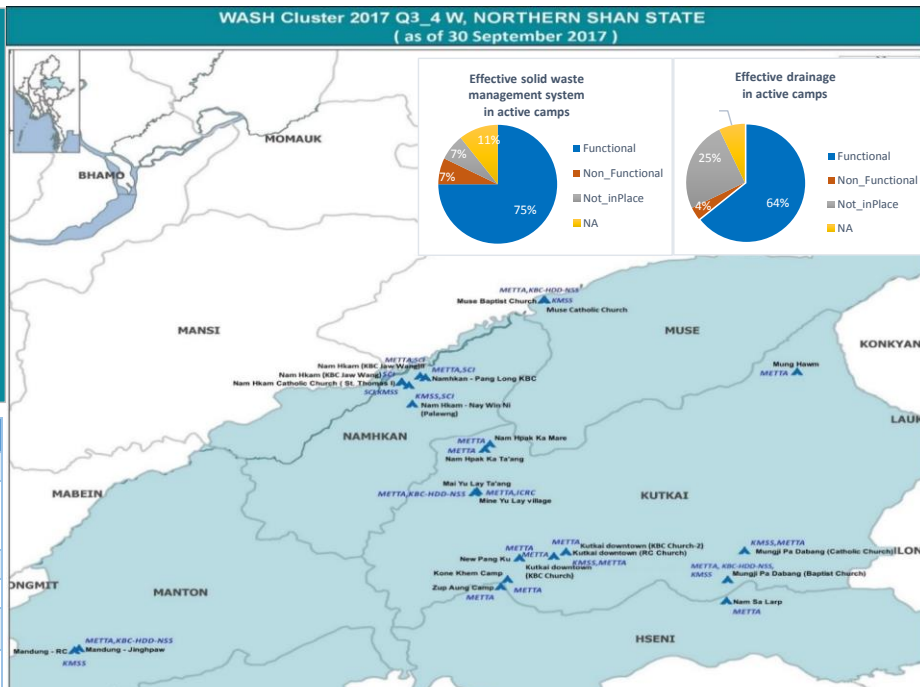 WASH Cluster 2017 Q3_4 W, NORTHERN SHAN STATE
( as of 30 September 2017 )
Effective solid waste
management system
in active camps
11%
7%
7%
75%
Functional
Non_Functional
Not_inPlace
NA
Effective drainage
in active camps
25%
4%
64%
Functional
Non_Functional
Not_inPlace
NA
MOMAUK
BHAMO
METTA,KBC-HDD-NSS
Muse Baptist Church
KMSS
Muse Catholic Church
MANSI
MUSE
KONKYAN
METTA,SCI
Nam Hkam (KBC Jaw Wang)II
METTA,SCI
Nam Hkam (KBC Jaw Wang) SCI
Namhkan - Pang Long KBC
Nam Hkam Catholic Church ( St. Thomas I)
SCI,KMSS
KMSS,SCI
Nam Hkam - Nay Win Ni
(Palawng)
Mung Hawm
METTA
LAUK
NAMHKAN
METTA
Nam Hpak Ka Mare
METTA
Nam Hpak Ka Ta'ang
Mai Yu Lay Ta'ang
METTA,KBC-HDD-NSS
METTA,ICRC
Mine Yu Lay village
MABEIN
KUTKAI
METTA
METTA
Kutkai downtown (KBC Church-2)
KMSS,METTA
New Pang Ku
METTA
Kutkai downtown (RC Church)
KMSS,METTA
Mungji Pa Dabang (Catholic Church)
ILON
Kutkai downtown
(KBC Church)
Kone Khem Camp
METTA
METTA, KBC-HDD-NSS,
KMSS
Mungji Pa Dabang (Baptist Church)
Zup Aung Camp
METTA
ONGMIT
MANTON
Nam Sa Larp
METTA
HSENI
METTA,KBC-HDD-NSS
Mandung - RC
Mandung - Jinghpaw
KMSS